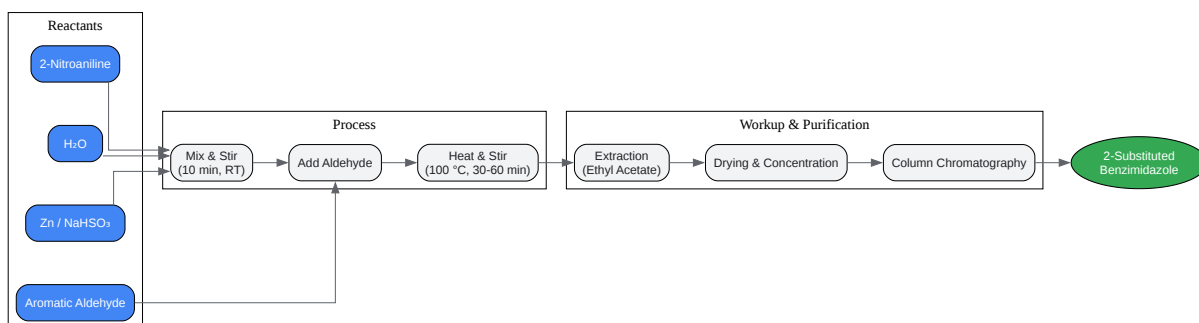 Reactants
2-Nitroaniline
H₂O
Zn / NaHSO₃
Aromatic Aldehyde
Process
Mix & Stir
(10 min, RT)
Add Aldehyde
Heat & Stir
(100 °C, 30-60 min)
Workup & Purification
Extraction
(Ethyl Acetate)
Drying & Concentration
Column Chromatography
2-Substituted
Benzimidazole